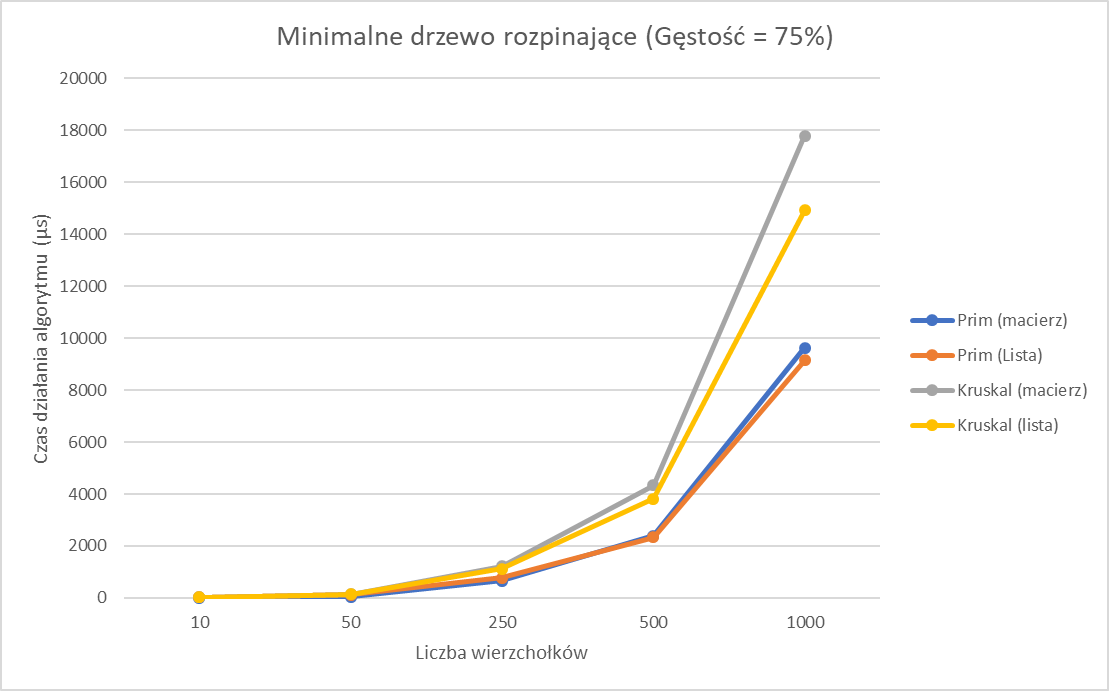 Minimalne drzewo rozpinające (Gęstość = 75%)
Czas działania algorytmu (µs)
20000
18000
16000
14000
12000
10000
8000
6000
4000
2000
0
10 50 250 500 1000
Liczba wierzchołków
Prim (macierz)
Prim (Lista)
Kruskal (macierz)
Kruskal (lista)